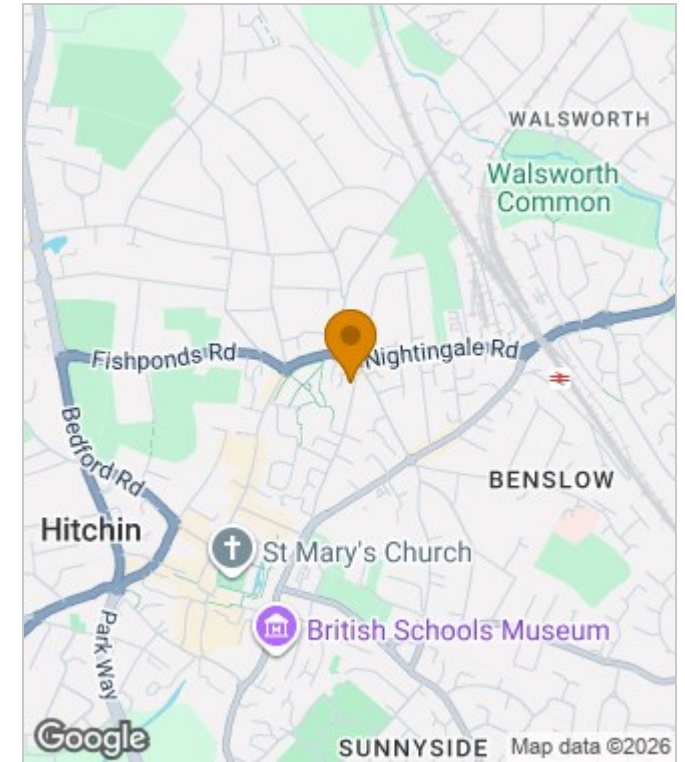 WALSWORTH
Walsworth
Common
Fishponds Rd
Nightingale Rd
Bedford Rd
BENSLOW
Hitchin
St Mary's Church
British Schools Museum
Park Way
Google
SUNNYSIDE
Map data ©2026